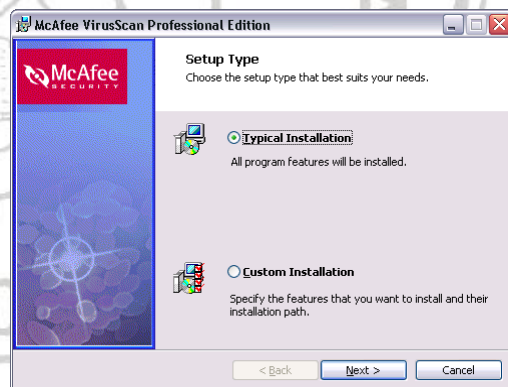 McAfee VirusScan Professional Edition
McAfee
SECURITY
Setup Type
Choose the setup type that best suits your needs.
Typical Installation
All program features will be installed.
Custom Installation
Specify the features that you want to install and their
installation path.
< Back
Next >
Cancel